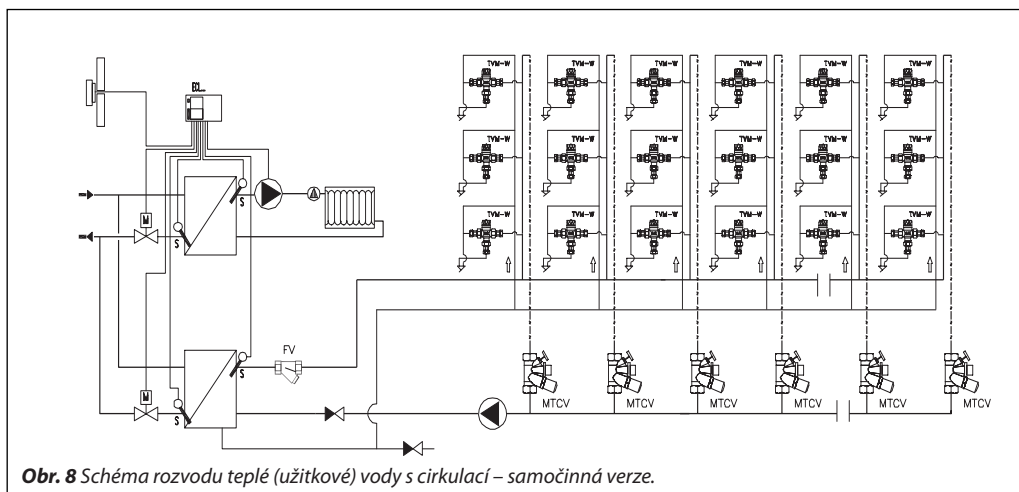 TVM-W TVM-W TVM-W TVM-W TVM-W TVM-W
ECL...
TVM-W TVM-W TVM-W TVM-W TVM-W TVM-W
S
M
S
TVM-W TVM-W TVM-W TVM-W TVM-W TVM-W
FV
S
M
S
MTCV MTCV MTCV MTCV MTCV MTCV
Obr. 8 Schéma rozvodu teplé (užitkové) vody s cirkulací – samočinná verze.